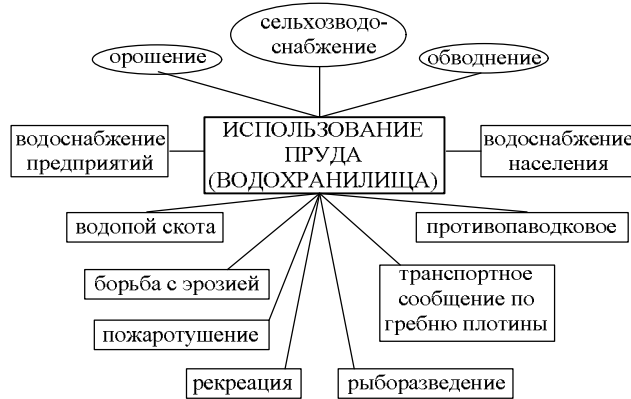 сельхозводо-
снабжение
орошение
обводнение
водоснабжение
предприятий
ИСПОЛЬЗОВАНИЕ
ПРУДА
(ВОДОХРАНИЛИЩА)
водоснабжение
населения
водопой скота
противопаводковое
борьба с эрозией
транспортное
сообщение по
гребню плотины
пожаротушение
рекреация
рыборазведение